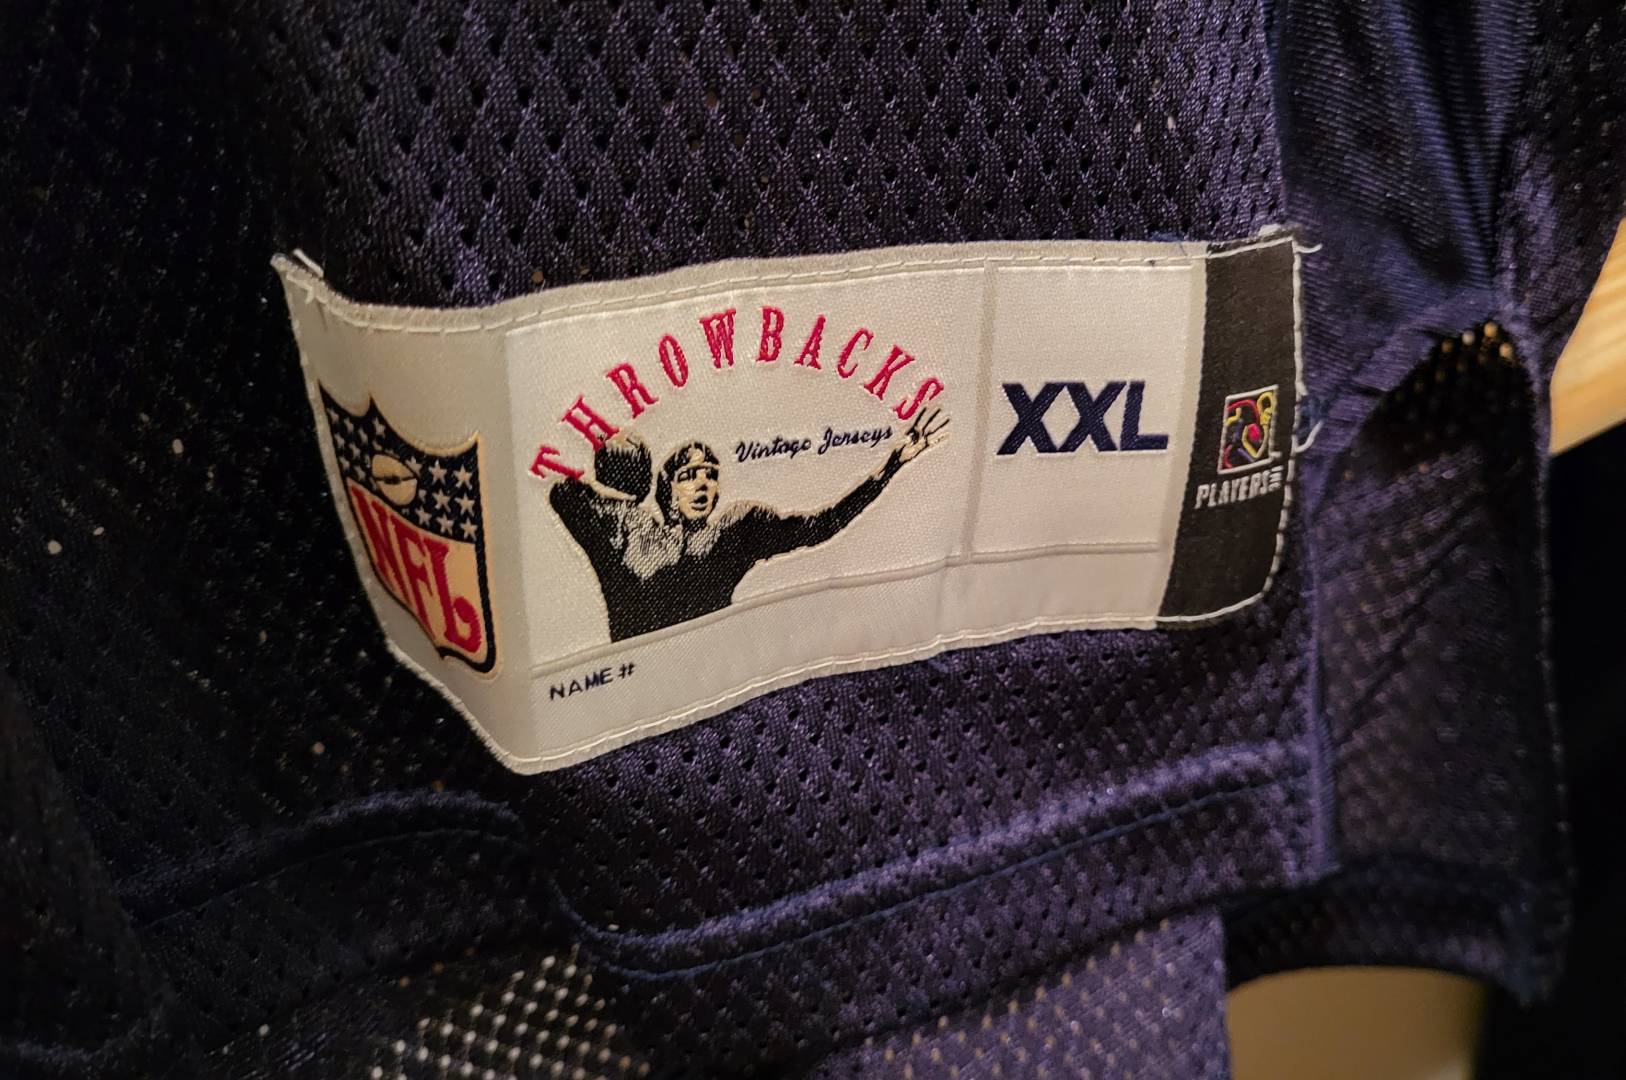 NFL
THROWBACKS
Vintage Jerseys
XXL
PLAYERS
NAME #